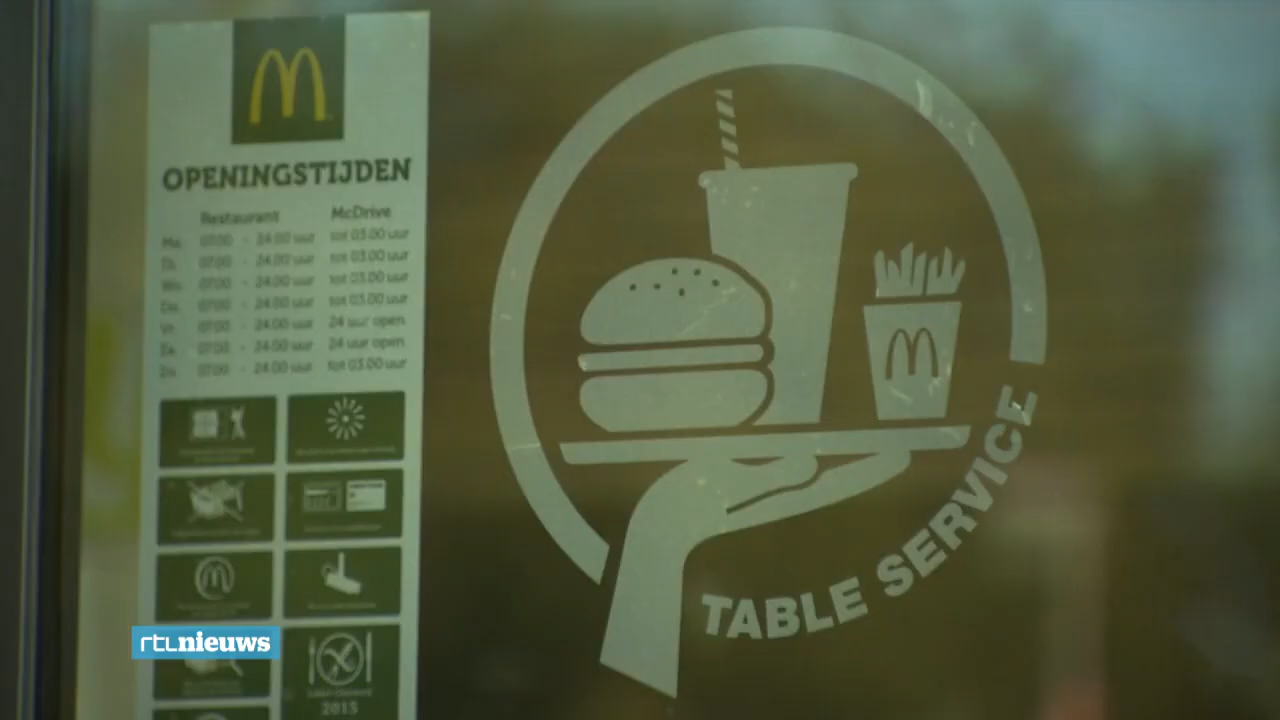 M
OPENINGSTIJDEN
Restaurant McDrive
Ma. 07.00 - 24.00 uur tot 03.00 uur
Di. 07.00 - 24.00 uur tot 03.00 uur
Wo. 07.00 - 24.00 uur tot 03.00 uur
Do. 07.00 - 24.00 uur tot 03.00 uur
Vr. 07.00 - 24.00 uur 24 uur open
Za. 07.00 - 24.00 uur 24 uur open
Zo. 07.00 - 24.00 uur tot 03.00 uur
2015
M
TABLE SERVICE
rtlnieuws